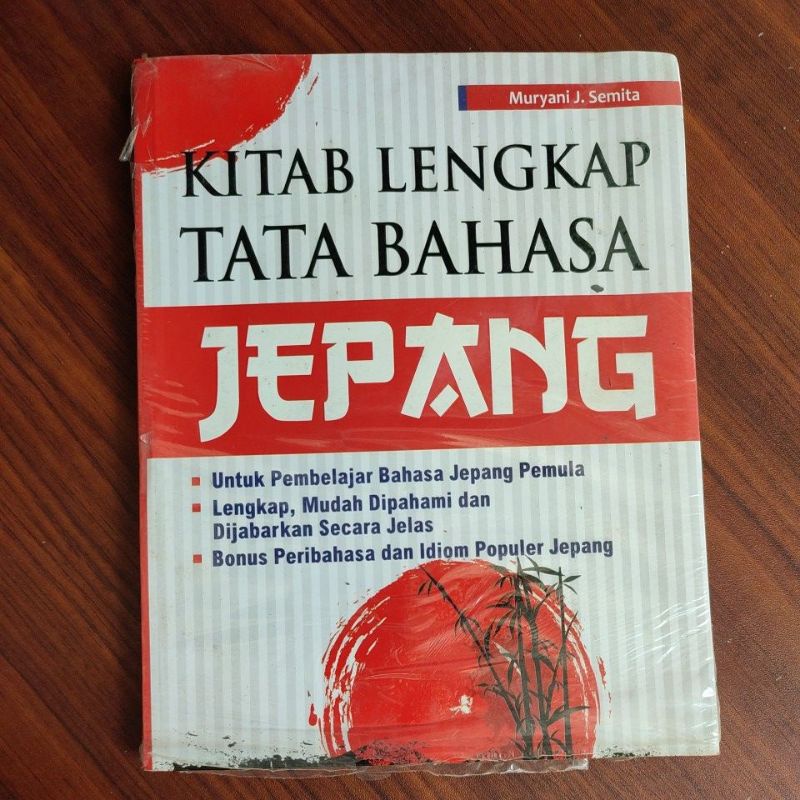 Muryani J. Semita
KITAB LENGKAP
TATA BAHASA
JEPANG
Untuk Pembelajar Bahasa Jepang Pemula
Lengkap, Mudah Dipahami dan
Dijabarkan Secara Jelas
Bonus Peribahasa dan Idiom Populer Jepang